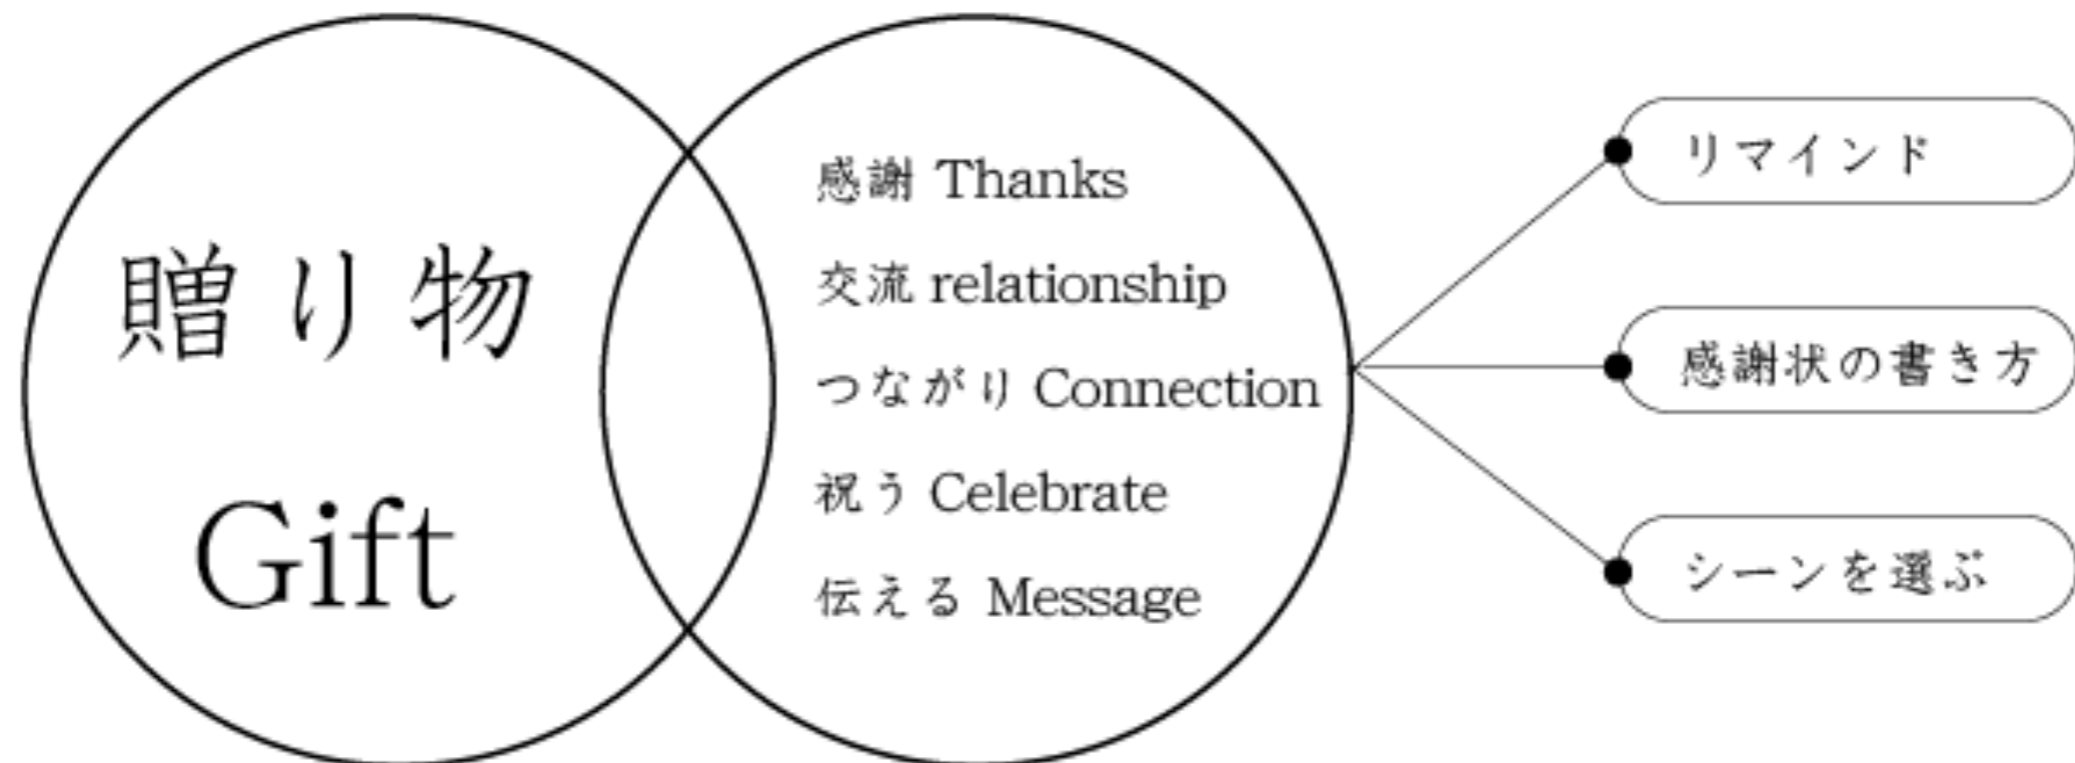 贈り物
Gift
感謝 Thanks
交流 relationship
つながり Connection
祝う Celebrate
伝える Message
リマインド
感謝状の書き方
シーンを選ぶ